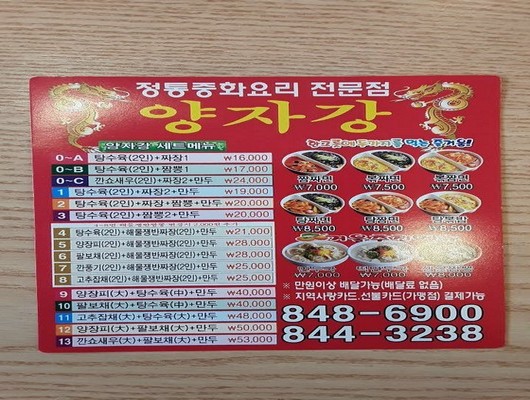 정통중화요리 전문점
양자강
양자강 세트메뉴
0~A 탕수육(2인)+짜장1 ₩16,000
0~B 탕수육(2인)+짬뽕1 ₩17,000
0~C 깐쇼새우(2인)+짜장2 ₩24,000
1 탕수육(2인)+짜장2+만두 ₩19,000
2 탕수육(2인)+짜장+짬뽕+만두 ₩20,000
3 탕수육(2인)+짬뽕2+만두 ₩20,000
4 탕수육(2인)+해물쟁반짜장(2인)+만두 ₩21,000
5 양장피(2인)+해물쟁반짜장(2인)+만두 ₩28,000
6 팔보채(2인)+해물쟁반짜장(2인)+만두 ₩28,000
7 깐풍기(2인)+해물쟁반짜장(2인)+만두 ₩25,000
8 고추잡채(2인)+해물쟁반짜장(2인)+만두 ₩25,000
9 양장피(大)+탕수육(中)+만두 ₩40,000
10 팔보채(大)+탕수육(中)+만두 ₩40,000
11 고추잡채(大)+탕수육(大)+만두 ₩48,000
12 양장피(大)+팔보채(大)+만두 ₩50,000
13 깐쇼새우(大)+팔보채(大)+만두 ₩53,000
한그릇에 두가지를 먹는 즐거움!
짬짜면 볶짜면 볶짬면
₩7,000 ₩7,500 ₩7,500
탕짜면 탕짬면 탕볶밥
₩8,500 ₩8,500 ₩8,500
₩7,000 ₩7,000 ₩8,000
※ 만원이상 배달가능(배달료 없음)
※ 지역사랑카드.선불카드(가평점) 결제가능
848-6900
844-3238